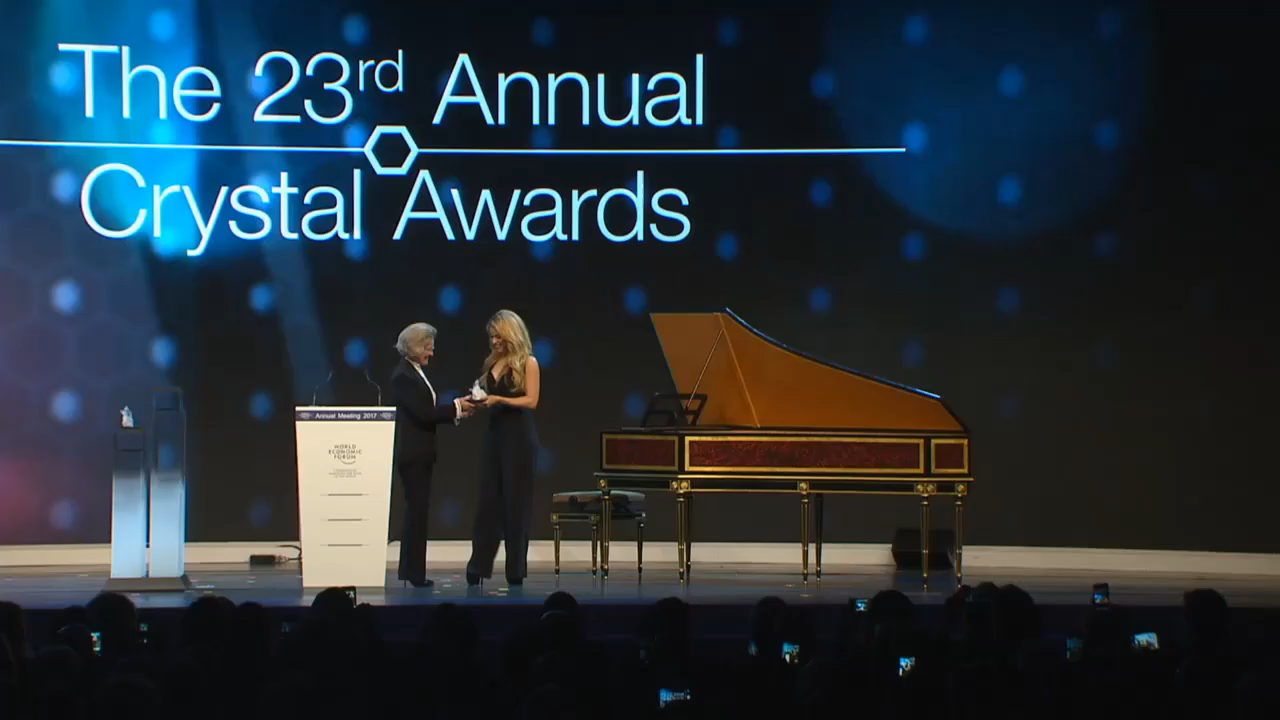 The 23rd Annual
Crystal Awards
Annual Meeting 2017
WORLD
ECONOMIC
FORUM